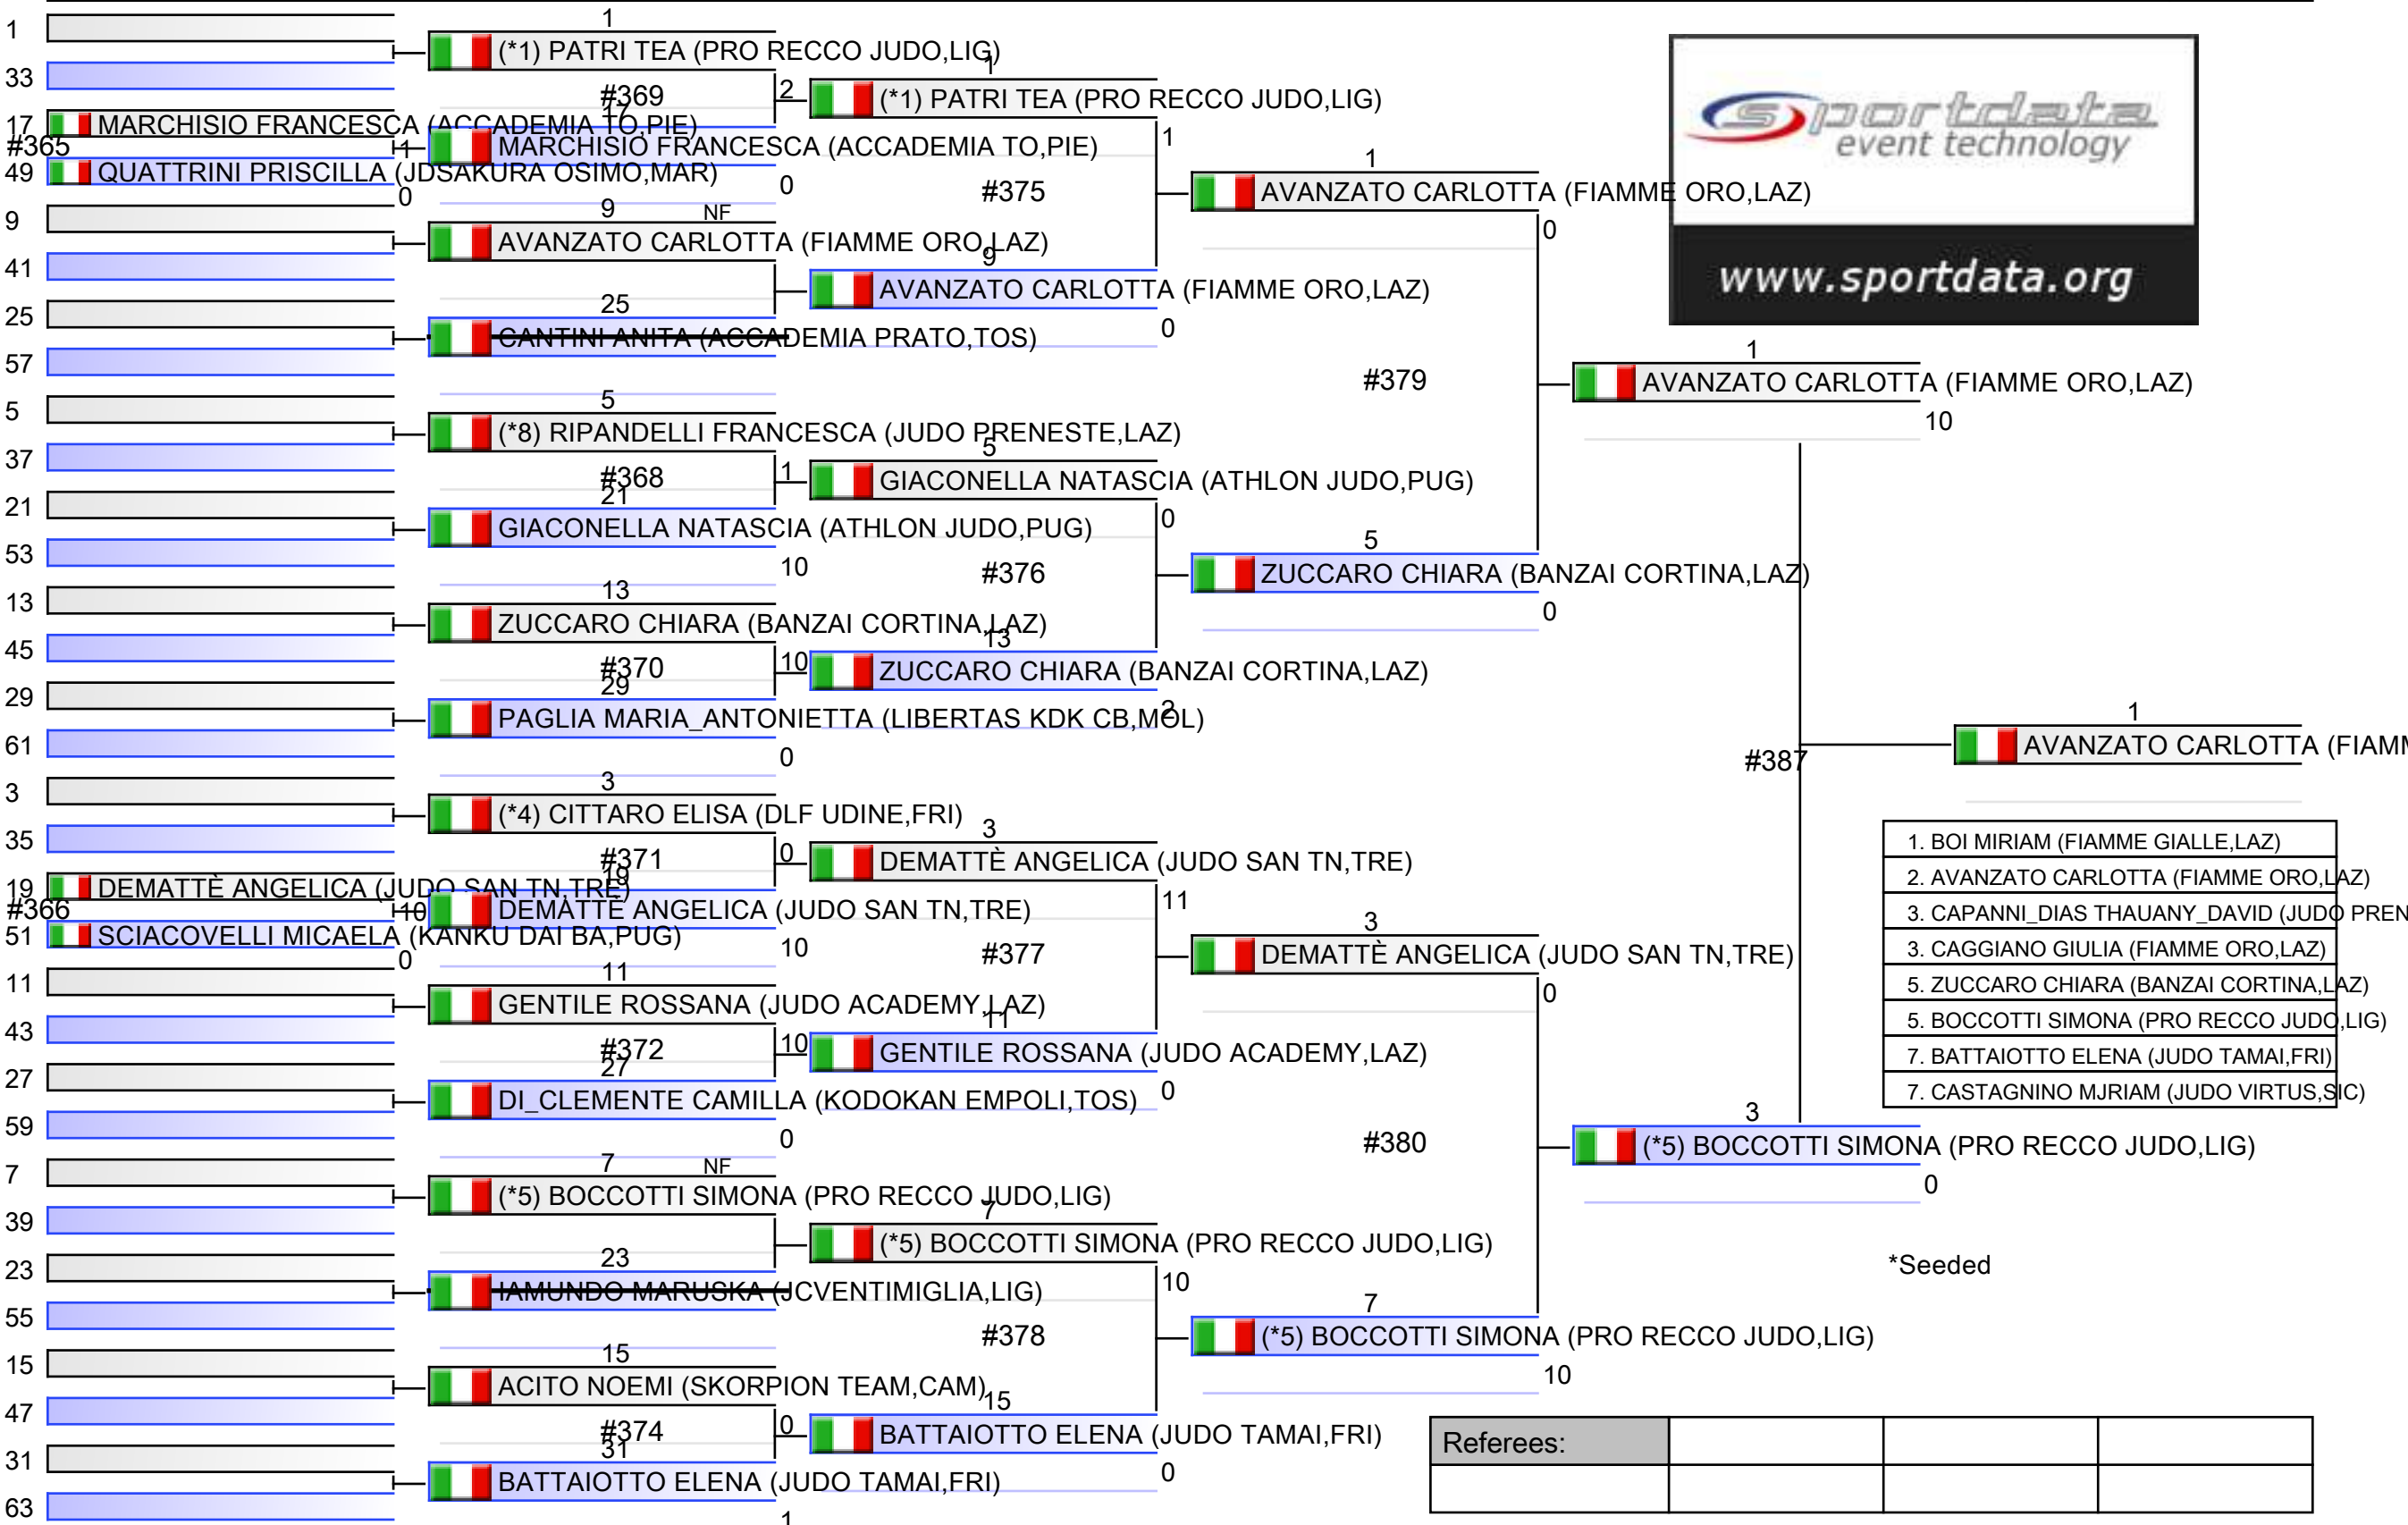 1
33
17 MARCHISIO FRANCESCA (ACCADEMIA TO,PIE)
#365
1
49 QUATTRINI PRISCILLA (JDSAKURA OSIMO,MAR)
0
9
41
25
57
5
37
21
53
13
45
29
61
3
35
19 DEMATTÈ ANGELICA (JUDO SAN TN,TRE)
#366
10
51 SCIACOVELLI MICAELA (KANKU DAI BA,PUG)
0
11
43
27
59
7
39
23
55
15
47
31
63
1
(*1) PATRI TEA (PRO RECCO JUDO,LIG)
#369
2
17
MARCHISIO FRANCESCA (ACCADEMIA TO,PIE)
0
9 NF
AVANZATO CARLOTTA (FIAMME ORO,LAZ)
25
CANTINI ANITA (ACCADEMIA PRATO,TOS)
5
(*8) RIPANDELLI FRANCESCA (JUDO PRENESTE,LAZ)
#368
1
21
GIACONELLA NATASCIA (ATHLON JUDO,PUG)
10
13
ZUCCARO CHIARA (BANZAI CORTINA,LAZ)
#370
10
29
PAGLIA MARIA_ANTONIETTA (LIBERTAS KDK CB,MOL)
0
3
(*4) CITTARO ELISA (DLF UDINE,FRI)
#371
0
19
DEMATTÈ ANGELICA (JUDO SAN TN,TRE)
10
11
GENTILE ROSSANA (JUDO ACADEMY,LAZ)
#372
10
27
DI_CLEMENTE CAMILLA (KODOKAN EMPOLI,TOS)
0
7 NF
(*5) BOCCOTTI SIMONA (PRO RECCO JUDO,LIG)
23
IAMUNDO MARUSKA (JCVENTIMIGLIA,LIG)
15
ACITO NOEMI (SKORPION TEAM,CAM)
#374
0
31
BATTAIOTTO ELENA (JUDO TAMAI,FRI)
1
1
(*1) PATRI TEA (PRO RECCO JUDO,LIG)
1
#375
9
AVANZATO CARLOTTA (FIAMME ORO,LAZ)
0
5
GIACONELLA NATASCIA (ATHLON JUDO,PUG)
0
#376
13
ZUCCARO CHIARA (BANZAI CORTINA,LAZ)
2
3
DEMATTÈ ANGELICA (JUDO SAN TN,TRE)
11
#377
11
GENTILE ROSSANA (JUDO ACADEMY,LAZ)
0
7
(*5) BOCCOTTI SIMONA (PRO RECCO JUDO,LIG)
10
#378
15
BATTAIOTTO ELENA (JUDO TAMAI,FRI)
0
1
AVANZATO CARLOTTA (FIAMME ORO,LAZ)
0
#379
5
ZUCCARO CHIARA (BANZAI CORTINA,LAZ)
0
3
DEMATTÈ ANGELICA (JUDO SAN TN,TRE)
0
#380
7
(*5) BOCCOTTI SIMONA (PRO RECCO JUDO,LIG)
10
sportdata
event technology
www.sportdata.org
1
AVANZATO CARLOTTA (FIAMME ORO,LAZ)
10
#387
3
(*5) BOCCOTTI SIMONA (PRO RECCO JUDO,LIG)
0
1
AVANZATO CARLOTTA (FIAMM
1. BOI MIRIAM (FIAMME GIALLE,LAZ)
2. AVANZATO CARLOTTA (FIAMME ORO,LAZ)
3. CAPANNI_DIAS THAUANY_DAVID (JUDO PREN
3. CAGGIANO GIULIA (FIAMME ORO,LAZ)
5. ZUCCARO CHIARA (BANZAI CORTINA,LAZ)
5. BOCCOTTI SIMONA (PRO RECCO JUDO,LIG)
7. BATTAIOTTO ELENA (JUDO TAMAI,FRI)
7. CASTAGNINO MJRIAM (JUDO VIRTUS,SIC)
*Seeded
Referees: